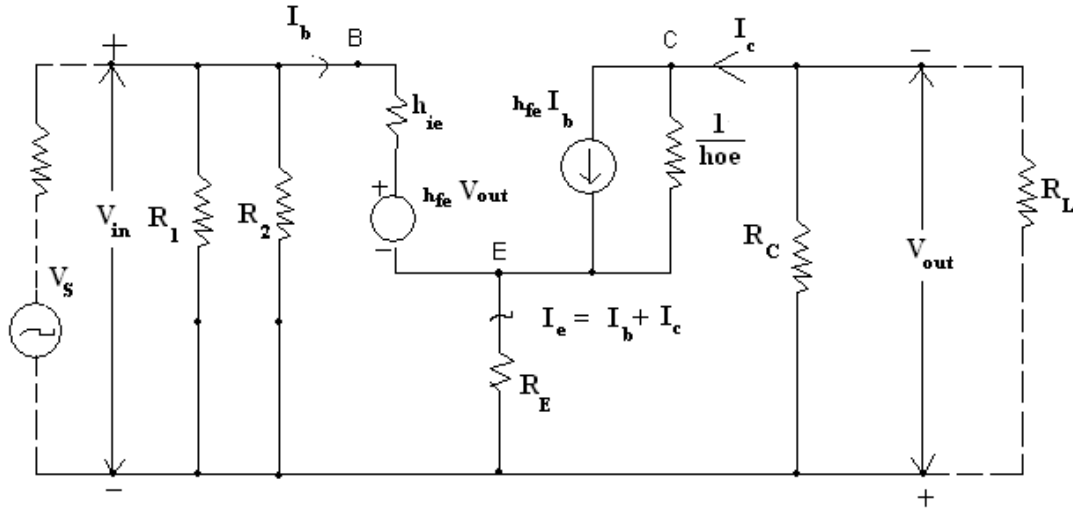 I_b B C I_c
+ −
h_ie
h_fe I_b
1
hoe
R_L
V_in R_1 R_2
+ h_fe V_out
−
R_C V_out
E
V_S
I_e = I_b + I_c
R_E
− +